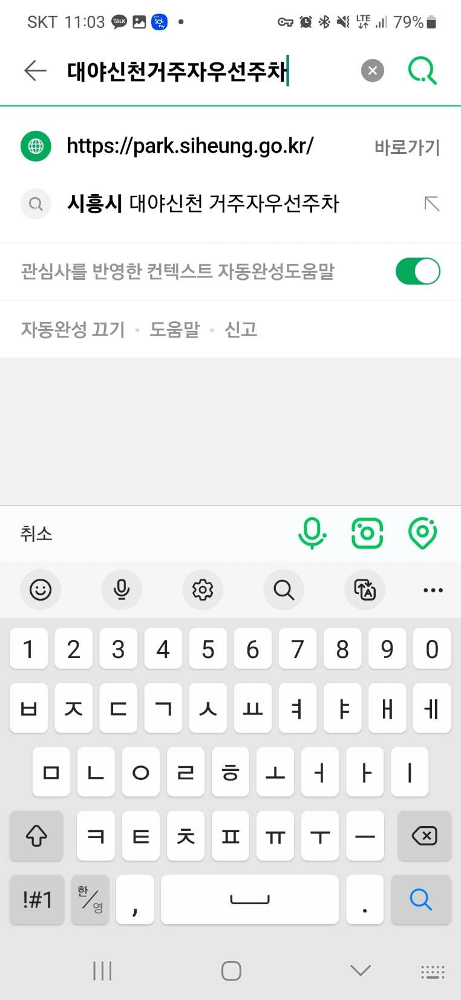 SKT 11:03 TALK SOL Pay LTE 79%
대야신천거주자우선주차
https://park.siheung.go.kr/ 바로가기
시흥시 대야신천 거주자우선주차
관심사를 반영한 컨텍스트 자동완성도움말
자동완성 끄기 • 도움말 • 신고
취소
1 2 3 4 5 6 7 8 9 0
ㅂ ㅈ ㄷ ㄱ ㅅ ㅛ ㅕ ㅑ ㅐ ㅔ
ㅁ ㄴ ㅇ ㄹ ㅎ ㅗ ㅓ ㅏ ㅣ
ㅋ ㅌ ㅊ ㅍ ㅠ ㅜ ㅡ
!#1 한/영 , .